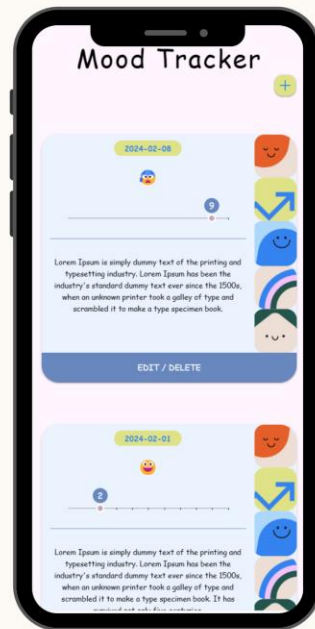 Mood Tracker
+
2024-02-08
9
Lorem Ipsum is simply dummy text of the printing and
typesetting industry. Lorem Ipsum has been the
industry's standard dummy text ever since the 1500s,
when an unknown printer took a galley of type and
scrambled it to make a type specimen book.
EDIT / DELETE
2024-02-01
2
Lorem Ipsum is simply dummy text of the printing and
typesetting industry. Lorem Ipsum has been the
industry's standard dummy text ever since the 1500s,
when an unknown printer took a galley of type and
scrambled it to make a type specimen book. It has
survived not only five centuries